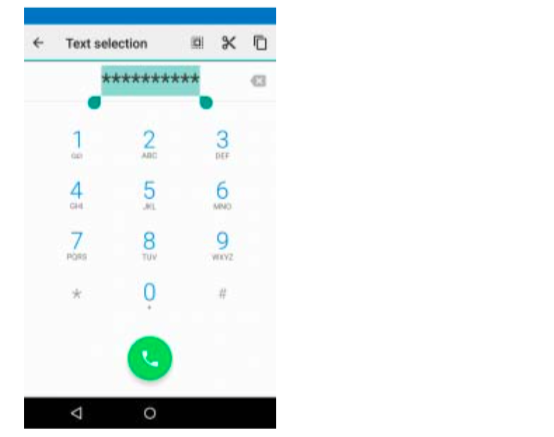 Text selection
**********
1 2 3
ABC DEF
4 5 6
GHI JKL MNO
7 8 9
PQRS TUV WXYZ
* 0 #
+